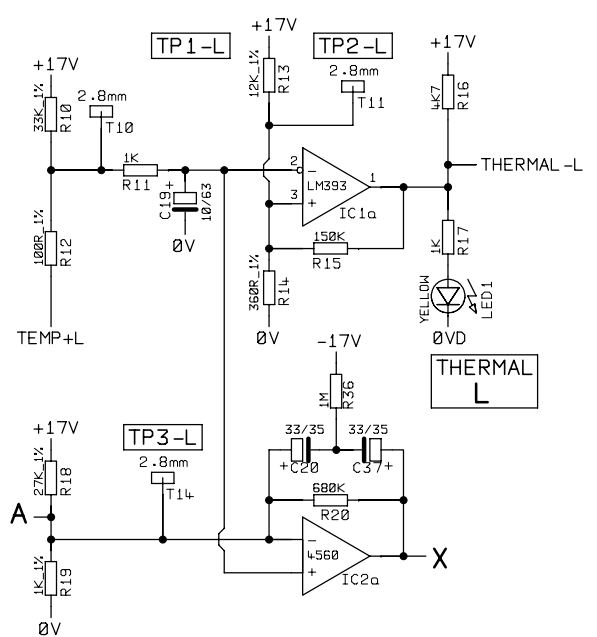 +17V
TP1-L
TP2-L
+17V
+17V
33K_1%
R10
2.8mm
T10
12K_1%
R13
2.8mm
T11
4K7
R16
1K
R11
2
-
LM393
3
+
1
IC1a
THERMAL-L
C19
+
10/63
0V
100R_1%
R12
150K
R15
1K
R17
360R_1%
R14
YELLOW
LED1
TEMP+L
0V
0VD
-17V
THERMAL
L
1M
R36
+17V
TP3-L
33/35
33/35
+C20
C37+
27K_1%
R18
2.8mm
T14
680K
R20
A
-
4560
+
IC2a
X
1K_1%
R19
0V